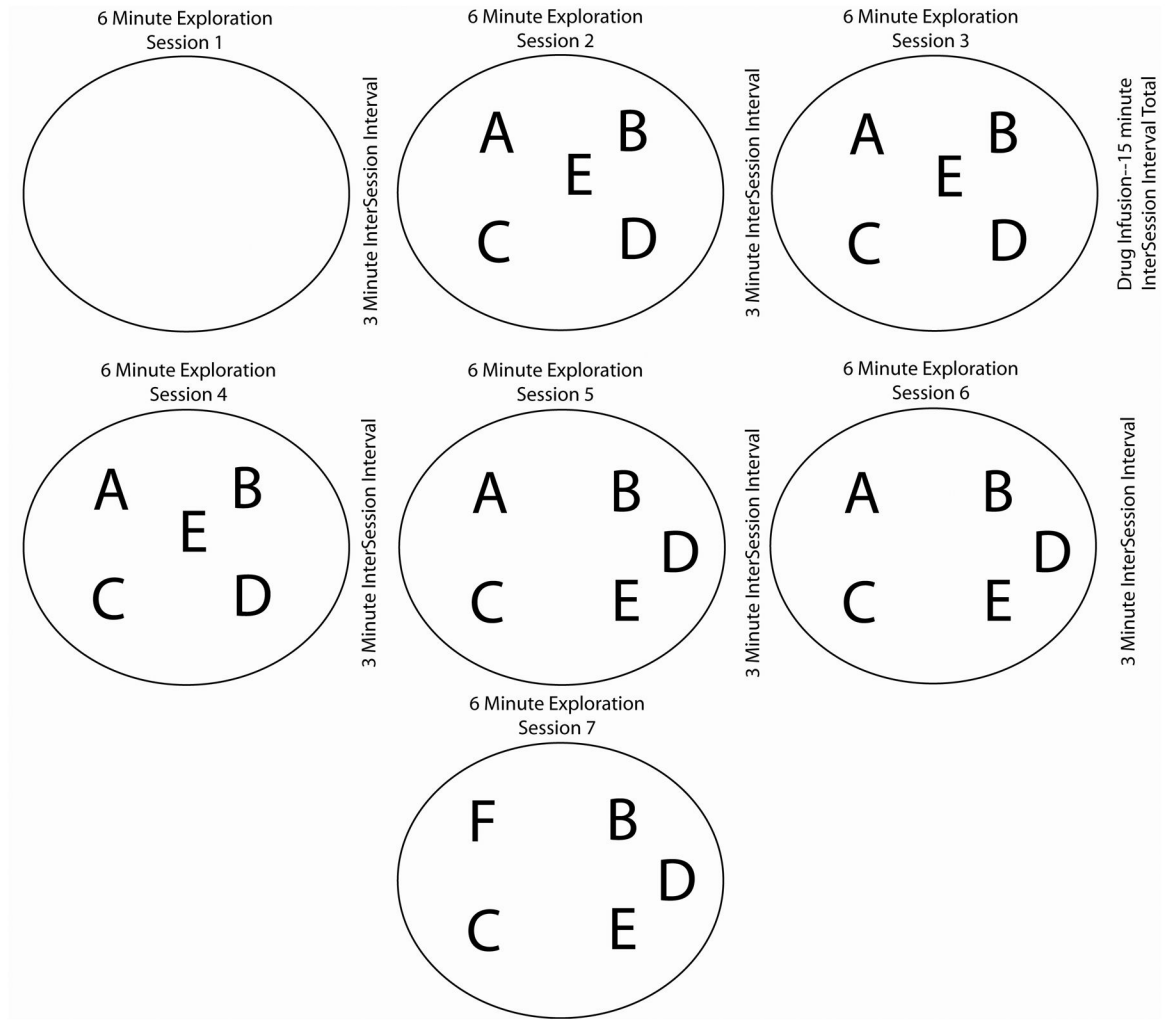 6 Minute Exploration
Session 1
3 Minute InterSession Interval
6 Minute Exploration
Session 2
A
B
E
C
D
3 Minute InterSession Interval
6 Minute Exploration
Session 3
A
B
E
C
D
Drug Infusion--15 minute
InterSession Interval Total
6 Minute Exploration
Session 4
A
B
E
C
D
3 Minute InterSession Interval
6 Minute Exploration
Session 5
A
B
D
C
E
3 Minute InterSession Interval
6 Minute Exploration
Session 6
A
B
D
C
E
3 Minute InterSession Interval
6 Minute Exploration
Session 7
F
B
D
C
E